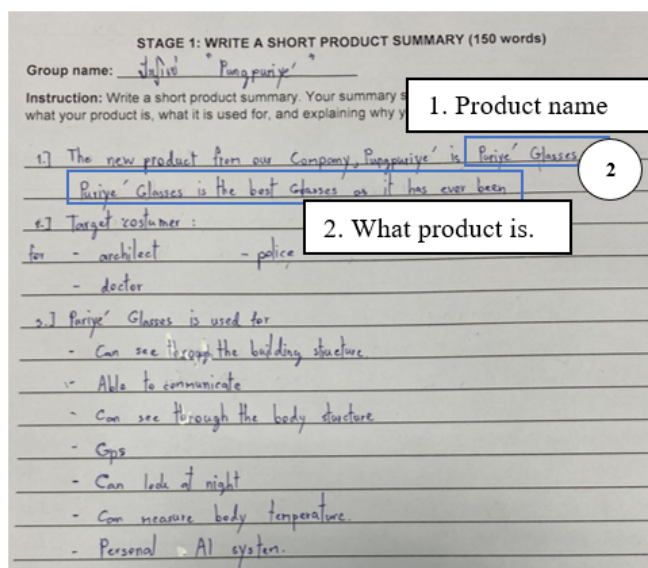 STAGE 1: WRITE A SHORT PRODUCT SUMMARY (150 words)
Group name: "Pungpuriye'"
Instruction: Write a short product summary. Your summary s
what your product is, what it is used for, and explaining why y
1. Product name
1.] The new product from our Company, Pungpuriye' is Puriye' Glasses
2
Puriye' Glasses is the best Glasses as it has ever been
2.] Target costumer :
2. What product is.
for - architect - police
- doctor
3.] Puriye' Glasses is used for
- Can see through the building stucture
- Able to communicate
- Can see through the body structure
- Gps
- Can look at night
- Can measure body temperature.
- Personal AI system.